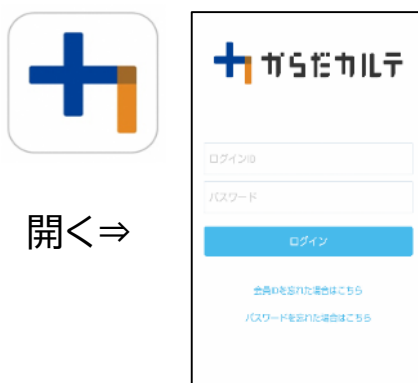 からだカルテ
ログインID
パスワード
開く⇒
ログイン
会員IDを忘れた場合はこちら
パスワードを忘れた場合はこちら